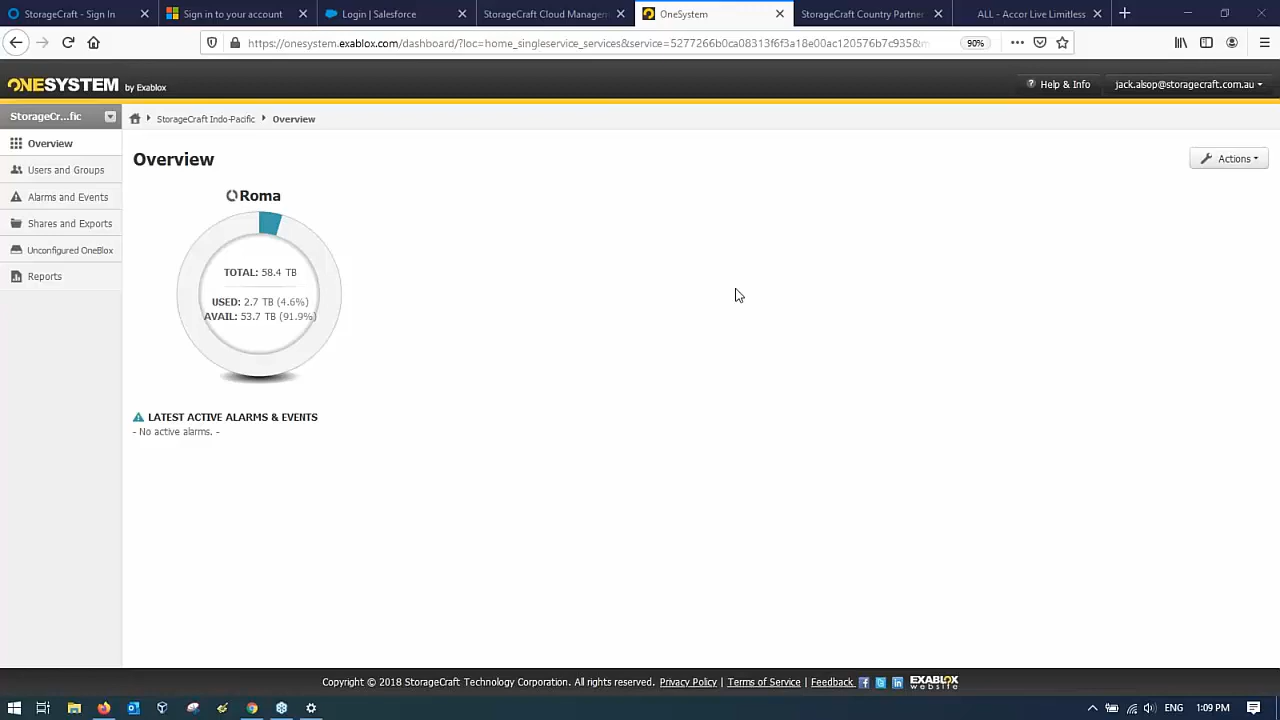 StorageCraft - Sign In
Sign in to your account
Login | Salesforce
StorageCraft Cloud Managemen
OneSystem
StorageCraft Country Partner
ALL - Accor Live Limitless
https://onesystem.exablox.com/dashboard/?loc=home_singleservice_services&service=5277266b0ca08313f6f3a18e00ac120576b7c935&
90%
ONESYSTEM by Exablox
Help & Info
jack.alsop@storagecraft.com.au
StorageCr...fic
StorageCraft Indo-Pacific
Overview
Overview
Users and Groups
Alarms and Events
Shares and Exports
Unconfigured OneBlox
Reports
Overview
Actions
Roma
TOTAL: 58.4 TB
USED: 2.7 TB (4.6%)
AVAIL: 53.7 TB (91.9%)
LATEST ACTIVE ALARMS & EVENTS
- No active alarms. -
Copyright © 2018 StorageCraft Technology Corporation. All rights reserved. Privacy Policy | Terms of Service | Feedback
EXABLOX
website
ENG
1:09 PM